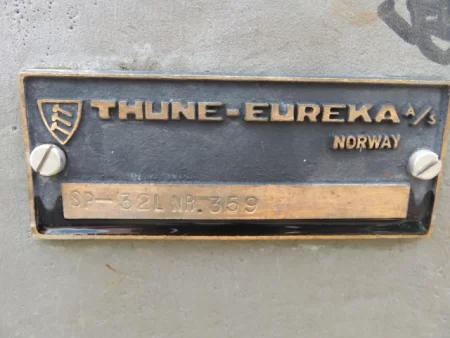 THUNE-EUREKA A/S
NORWAY
SP-32L NR. 359